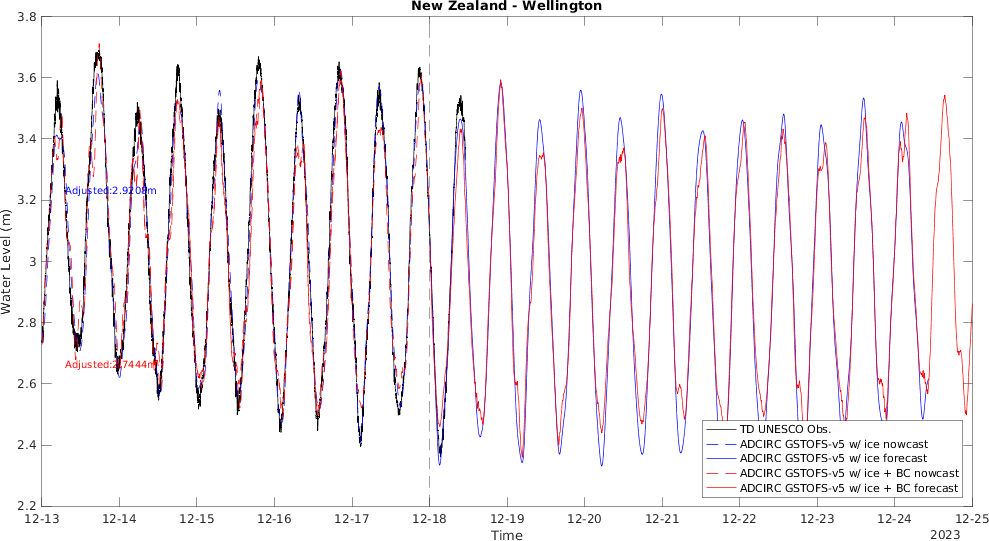 New Zealand - Wellington
3.8
3.6
3.4
3.2
3
2.8
2.6
2.4
2.2
Water Level (m)
Adjusted:2.9208m
Adjusted:2.7444m
TD UNESCO Obs.
ADCIRC GSTOFS-v5 w/ ice nowcast
ADCIRC GSTOFS-v5 w/ ice forecast
ADCIRC GSTOFS-v5 w/ ice + BC nowcast
ADCIRC GSTOFS-v5 w/ ice + BC forecast
12-13 12-14 12-15 12-16 12-17 12-18 12-19 12-20 12-21 12-22 12-23 12-24 12-25
Time
2023